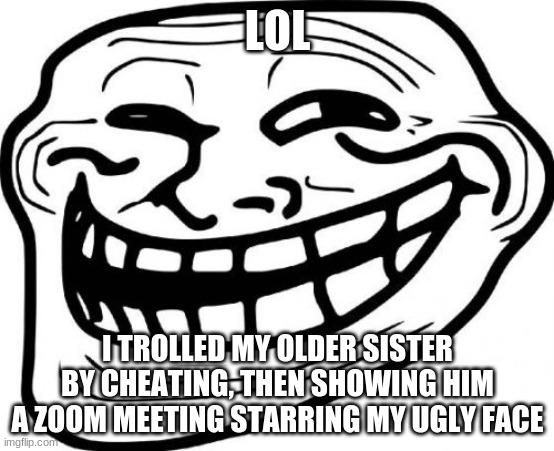 LOL
I TROLLED MY OLDER SISTER
BY CHEATING, THEN SHOWING HIM
A ZOOM MEETING STARRING MY UGLY FACE
imgflip.com